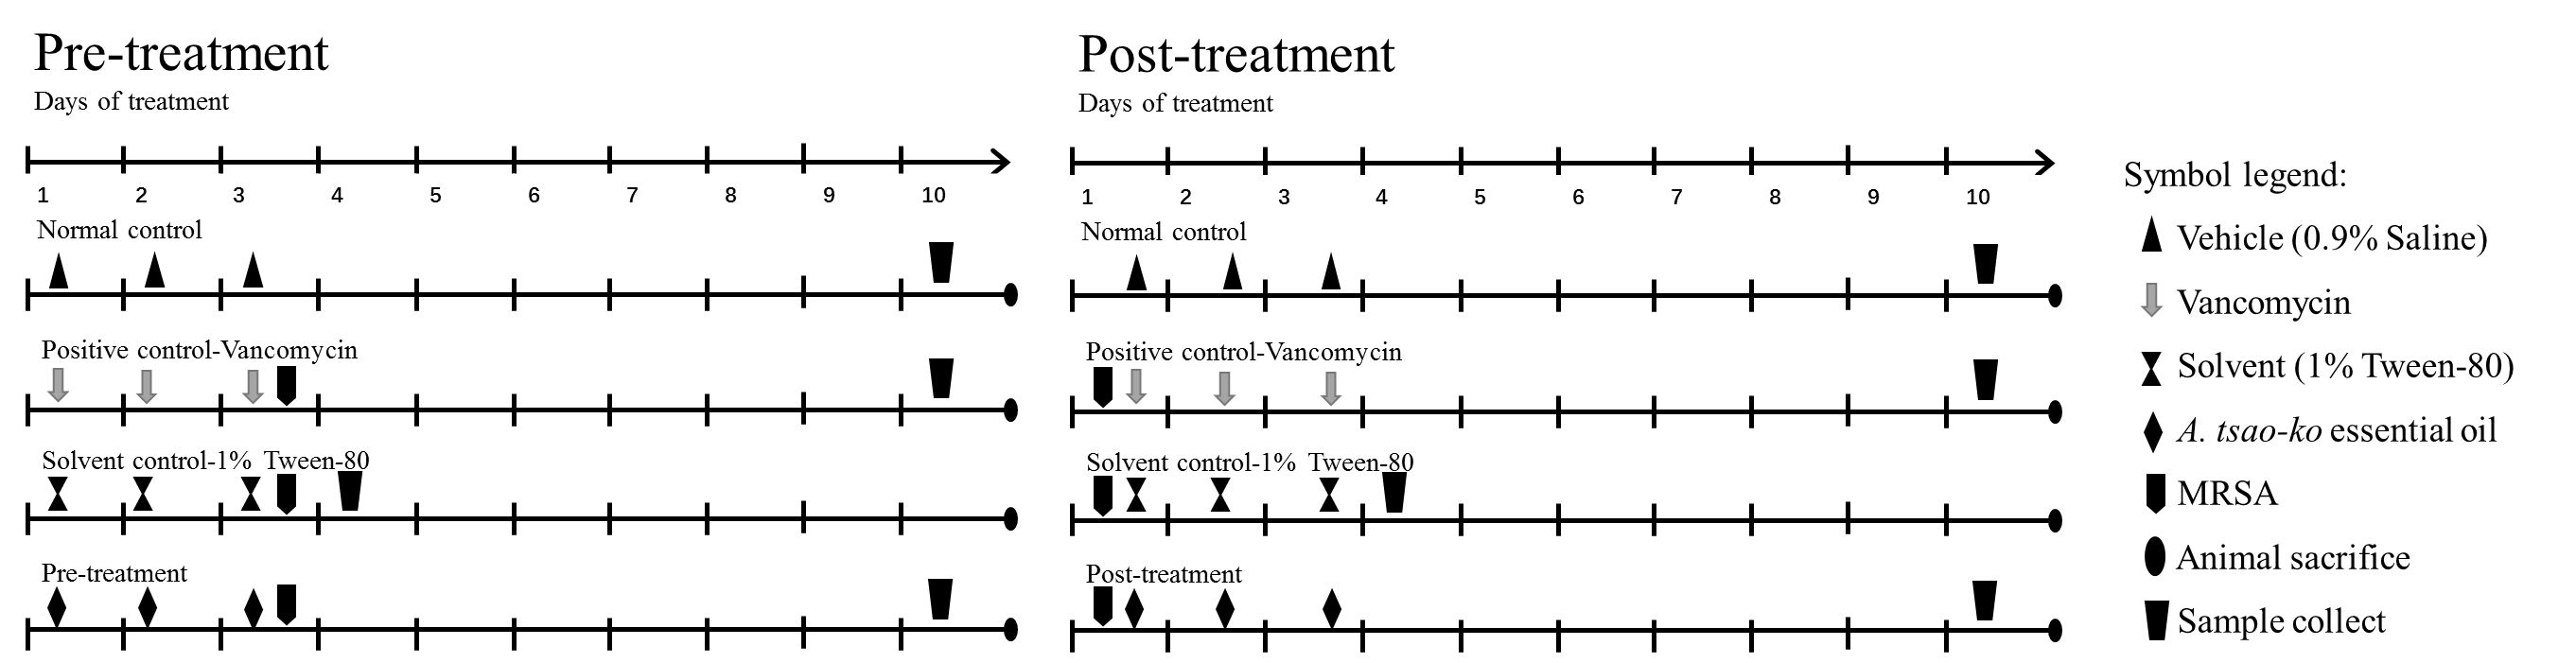 Pre-treatment
Days of treatment
1 2 3 4 5 6 7 8 9 10
Normal control
Positive control-Vancomycin
Solvent control-1% Tween-80
Pre-treatment
Post-treatment
Days of treatment
1 2 3 4 5 6 7 8 9 10
Normal control
Positive control-Vancomycin
Solvent control-1% Tween-80
Post-treatment
Symbol legend:
Vehicle (0.9% Saline)
Vancomycin
Solvent (1% Tween-80)
A. tsao-ko essential oil
MRSA
Animal sacrifice
Sample collect